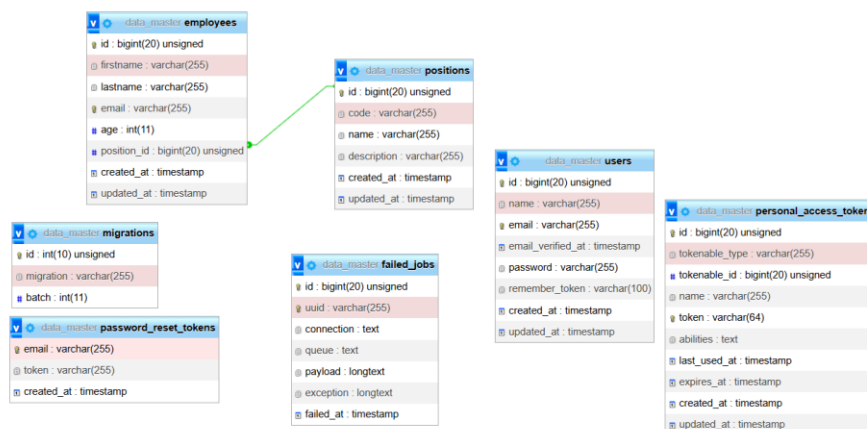 data_master employees
id : bigint(20) unsigned
firstname : varchar(255)
lastname : varchar(255)
email : varchar(255)
age : int(11)
position_id : bigint(20) unsigned
created_at : timestamp
updated_at : timestamp
data_master positions
id : bigint(20) unsigned
code : varchar(255)
name : varchar(255)
description : varchar(255)
created_at : timestamp
updated_at : timestamp
data_master users
id : bigint(20) unsigned
name : varchar(255)
email : varchar(255)
email_verified_at : timestamp
password : varchar(255)
remember_token : varchar(100)
created_at : timestamp
updated_at : timestamp
data_master personal_access_token
id : bigint(20) unsigned
tokenable_type : varchar(255)
tokenable_id : bigint(20) unsigned
name : varchar(255)
token : varchar(64)
abilities : text
last_used_at : timestamp
expires_at : timestamp
created_at : timestamp
updated_at : timestamp
data_master migrations
id : int(10) unsigned
migration : varchar(255)
batch : int(11)
data_master failed_jobs
id : bigint(20) unsigned
uuid : varchar(255)
connection : text
queue : text
payload : longtext
exception : longtext
failed_at : timestamp
data_master password_reset_tokens
email : varchar(255)
token : varchar(255)
created_at : timestamp